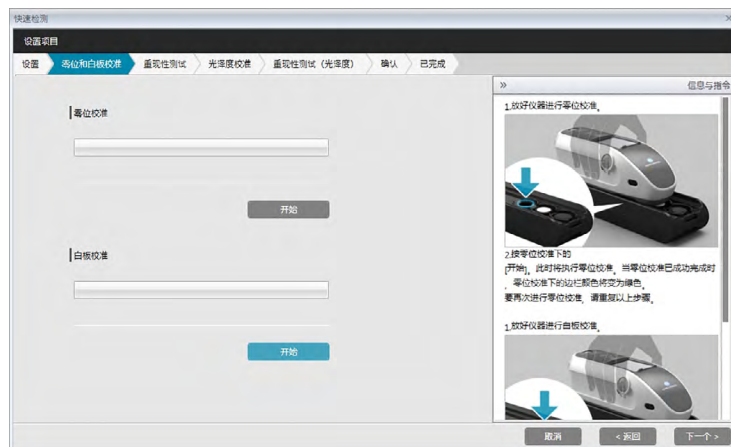 快速检测
设置项目
设置 零位和白板校准 重现性测试 光泽度校准 重现性测试（光泽度） 确认 已完成
零位校准
开始
白板校准
开始
信息与指令
1.放好仪器进行零位校准。
2.按零位校准下的
[开始]。此时将执行零位校准。当零位校准已成功完成时
，零位校准下的边栏颜色将变为绿色。
要再次进行零位校准，请重复以上步骤。
1.放好仪器进行白板校准。
取消 < 返回 下一个 >